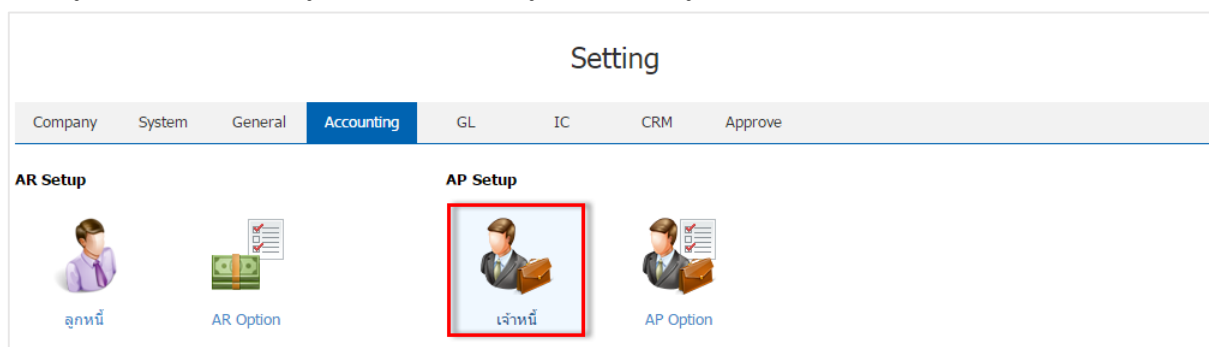 Setting
Company System General Accounting GL IC CRM Approve
AR Setup AP Setup
ลูกหนี้ AR Option เจ้าหนี้ AP Option